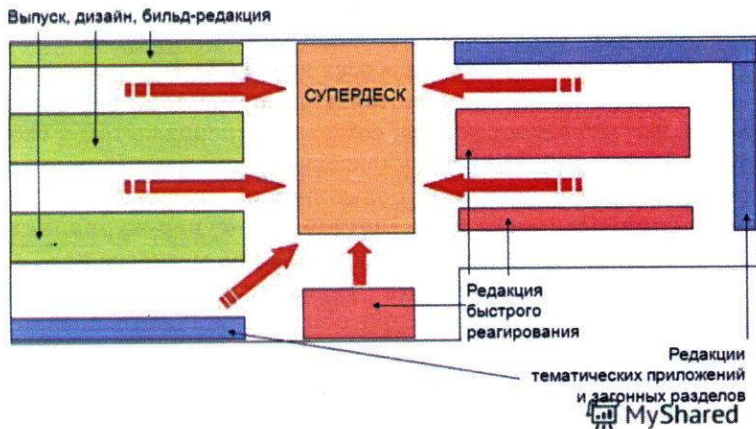 Выпуск, дизайн, бильд-редакция
СУПЕРДЕСК
Редакция
быстрого
реагирования
Редакции
тематических приложений
и загонных разделов
MyShared